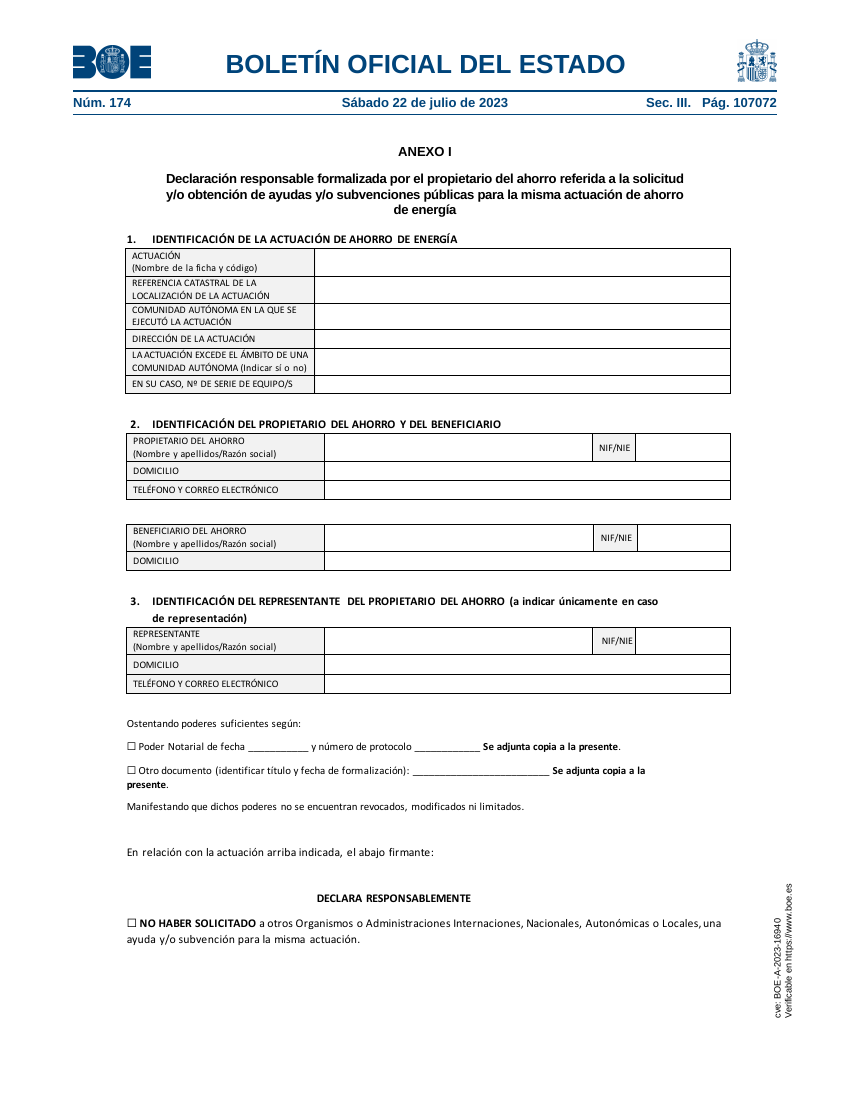 BOE
BOLETÍN OFICIAL DEL ESTADO
Núm. 174
Sábado 22 de julio de 2023
Sec. III. Pág. 107072
ANEXO I
Declaración responsable formalizada por el propietario del ahorro referida a la solicitud
y/o obtención de ayudas y/o subvenciones públicas para la misma actuación de ahorro
de energía
1. IDENTIFICACIÓN DE LA ACTUACIÓN DE AHORRO DE ENERGÍA
ACTUACIÓN
(Nombre de la ficha y código)
REFERENCIA CATASTRAL DE LA
LOCALIZACIÓN DE LA ACTUACIÓN
COMUNIDAD AUTÓNOMA EN LA QUE SE
EJECUTÓ LA ACTUACIÓN
DIRECCIÓN DE LA ACTUACIÓN
LA ACTUACIÓN EXCEDE EL ÁMBITO DE UNA
COMUNIDAD AUTÓNOMA (Indicar sí o no)
EN SU CASO, Nº DE SERIE DE EQUIPO/S
2. IDENTIFICACIÓN DEL PROPIETARIO DEL AHORRO Y DEL BENEFICIARIO
PROPIETARIO DEL AHORRO
(Nombre y apellidos/Razón social)
NIF/NIE
DOMICILIO
TELÉFONO Y CORREO ELECTRÓNICO
BENEFICIARIO DEL AHORRO
(Nombre y apellidos/Razón social)
NIF/NIE
DOMICILIO
3. IDENTIFICACIÓN DEL REPRESENTANTE DEL PROPIETARIO DEL AHORRO (a indicar únicamente en caso
de representación)
REPRESENTANTE
(Nombre y apellidos/Razón social)
NIF/NIE
DOMICILIO
TELÉFONO Y CORREO ELECTRÓNICO
Ostentando poderes suficientes según:
☐ Poder Notarial de fecha ___________ y número de protocolo ____________ Se adjunta copia a la presente.
☐ Otro documento (identificar título y fecha de formalización): _________________________ Se adjunta copia a la
presente.
Manifestando que dichos poderes no se encuentran revocados, modificados ni limitados.
En relación con la actuación arriba indicada, el abajo firmante:
DECLARA RESPONSABLEMENTE
☐ NO HABER SOLICITADO a otros Organismos o Administraciones Internaciones, Nacionales, Autonómicas o Locales, una
ayuda y/o subvención para la misma actuación.
cve: BOE-A-2023-16940
Verificable en https://www.boe.es